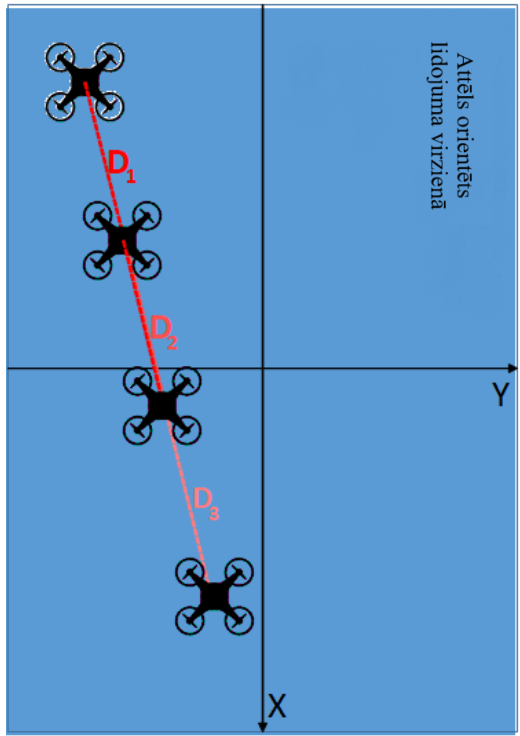 Attēls orientēts
lidojuma virzienā
D1
D2
Y
D3
X